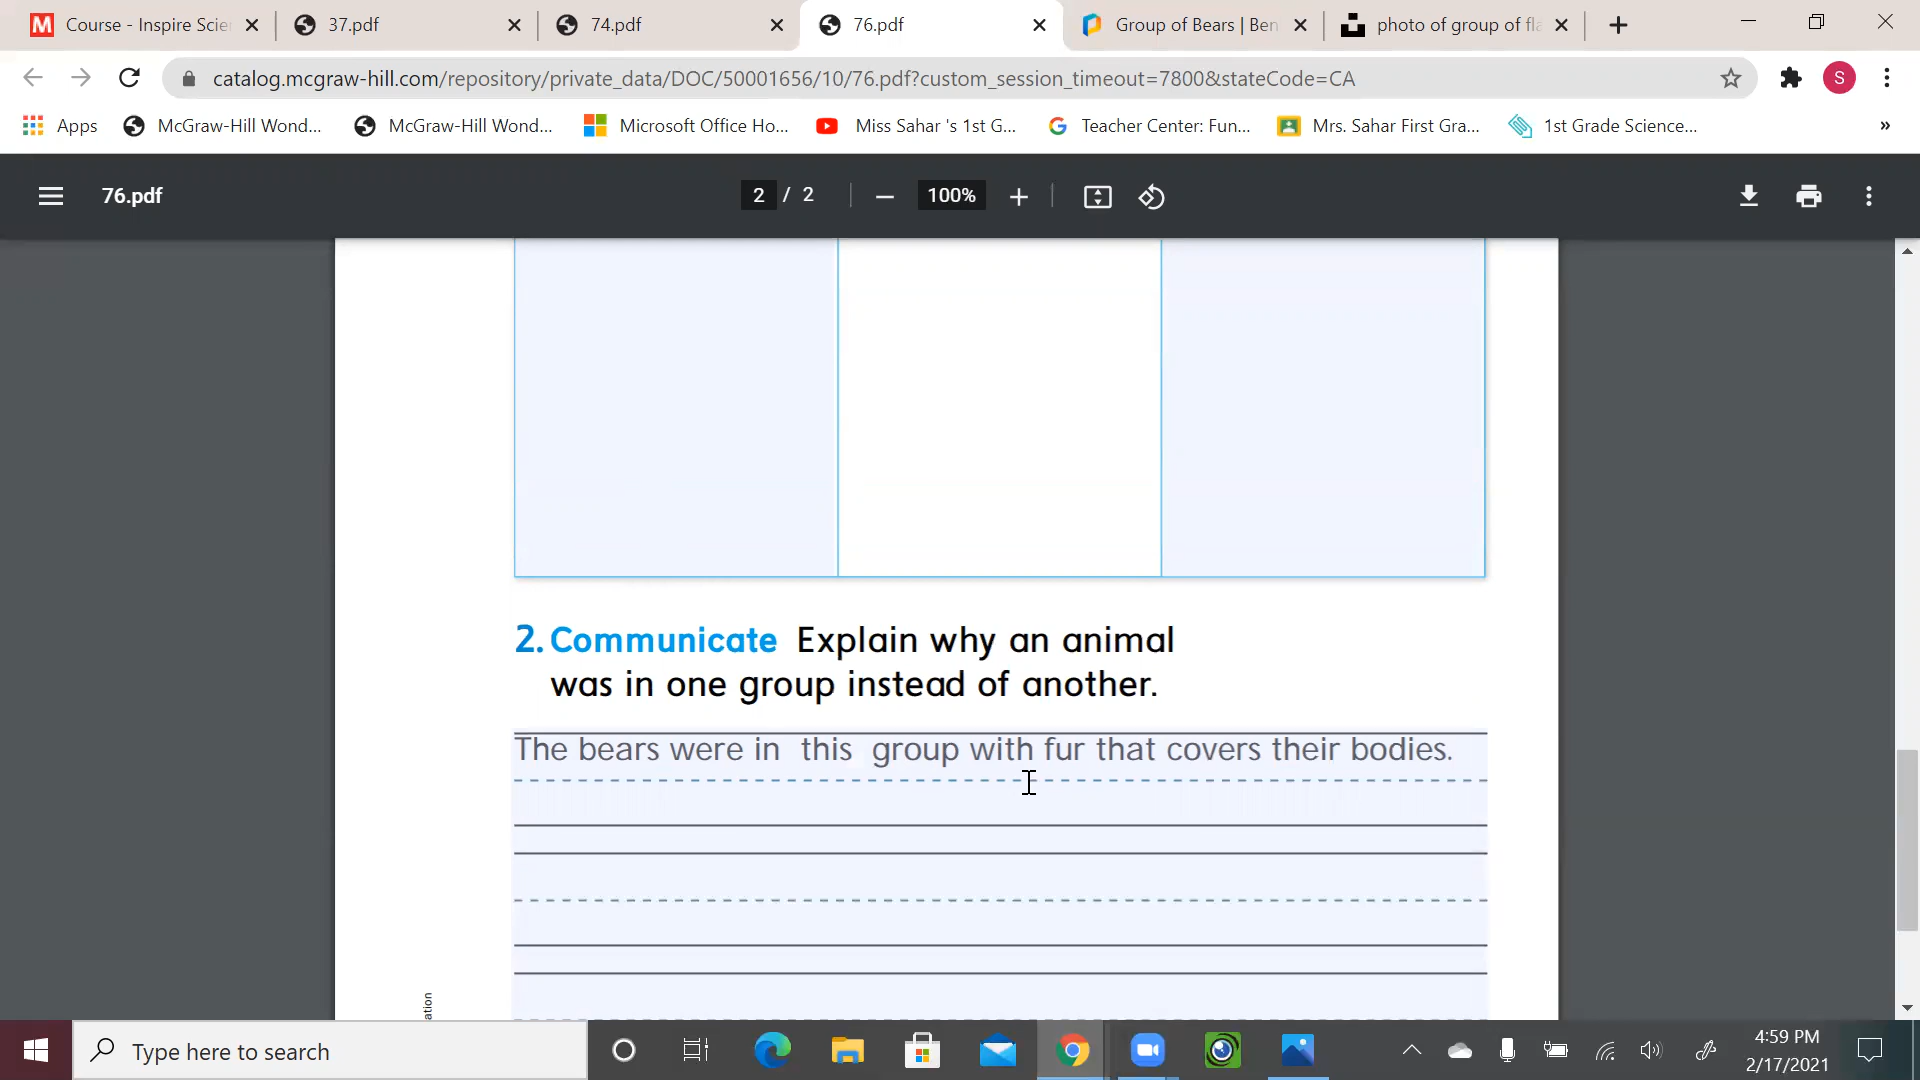 Course - Inspire Scie
37.pdf
74.pdf
76.pdf
Group of Bears | Ben
photo of group of fla
catalog.mcgraw-hill.com/repository/private_data/DOC/50001656/10/76.pdf?custom_session_timeout=7800&stateCode=CA
S
Apps
McGraw-Hill Wond...
McGraw-Hill Wond...
Microsoft Office Ho...
Miss Sahar 's 1st G...
Teacher Center: Fun...
Mrs. Sahar First Gra...
1st Grade Science...
»
76.pdf
2 / 2
100%
2. Communicate Explain why an animal
was in one group instead of another.
The bears were in this group with fur that covers their bodies.
ation
Type here to search
4:59 PM
2/17/2021